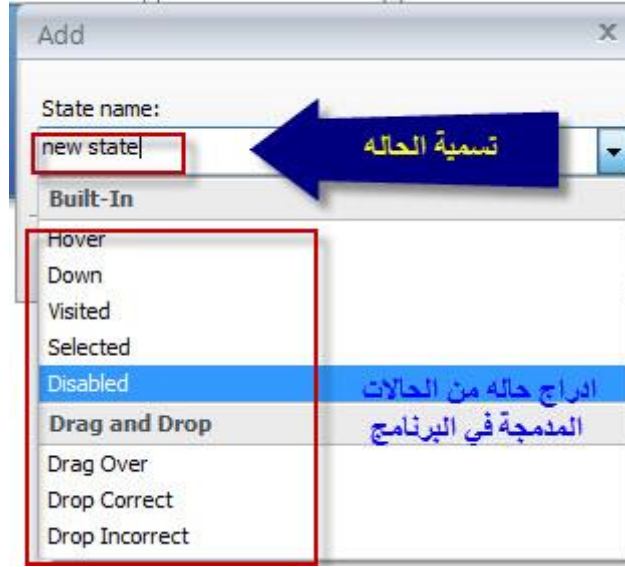 Add
State name:
new state
تسمية الحاله
Built-In
Hover
Down
Visited
Selected
Disabled
ادراج حاله من الحالات
المدمجة في البرنامج
Drag and Drop
Drag Over
Drop Correct
Drop Incorrect